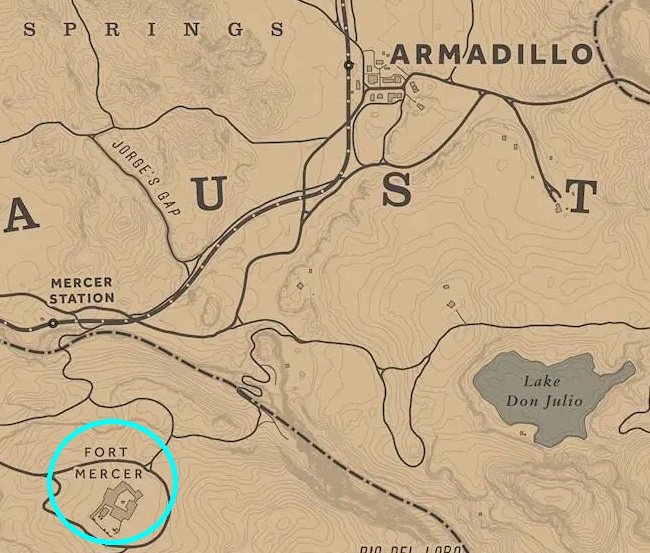 SPRINGS
ARMADILLO
JORGE'S GAP
A U S T
MERCER
STATION
Lake
Don Julio
FORT
MERCER
RIO DEL LOBO